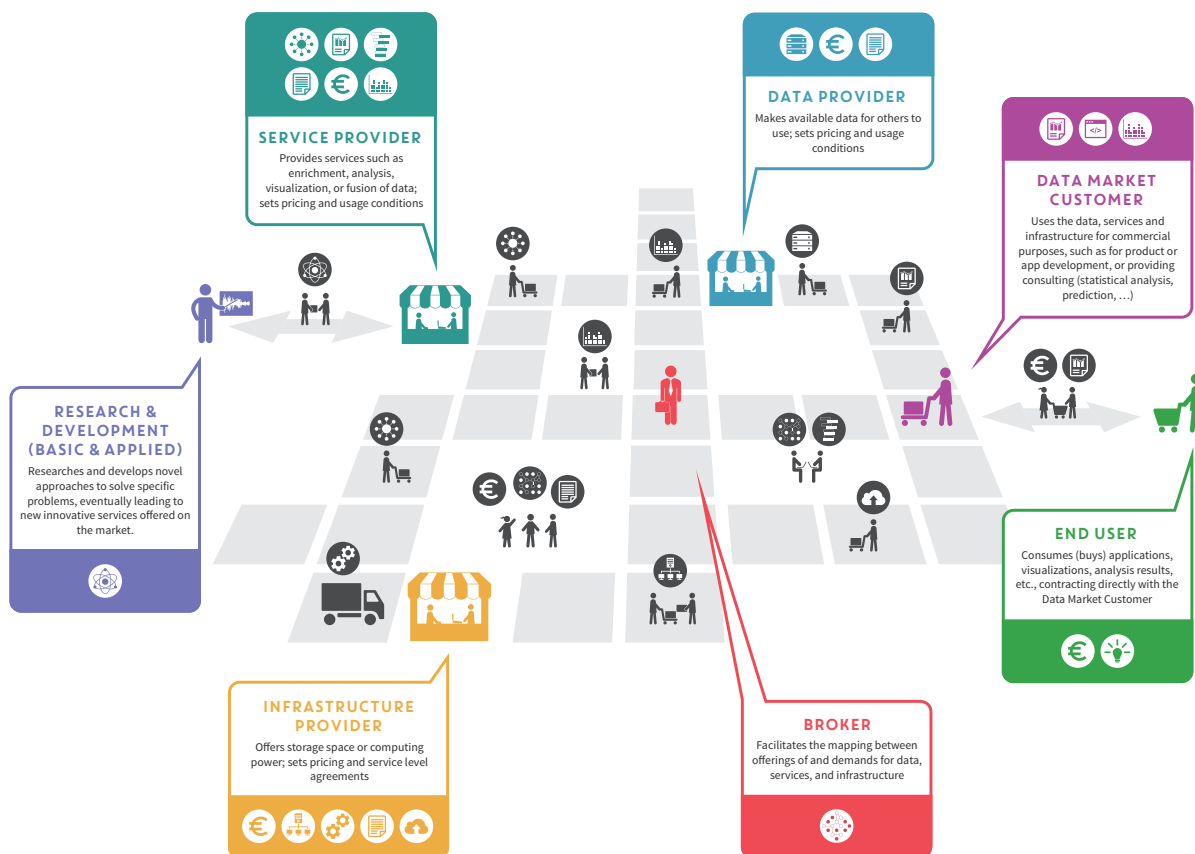 SERVICE PROVIDER
Provides services such as
enrichment, analysis,
visualization, or fusion of data;
sets pricing and usage conditions
DATA PROVIDER
Makes available data for others to
use; sets pricing and usage
conditions
DATA MARKET
CUSTOMER
Uses the data, services and
infrastructure for commercial
purposes, such as for product or
app development, or providing
consulting (statistical analysis,
prediction, …)
RESEARCH &
DEVELOPMENT
(BASIC & APPLIED)
Researches and develops novel
approaches to solve specific
problems, eventually leading to
new innovative services offered on
the market.
END USER
Consumes (buys) applications,
visualizations, analysis results,
etc., contracting directly with the
Data Market Customer
INFRASTRUCTURE
PROVIDER
Offers storage space or computing
power; sets pricing and service level
agreements
BROKER
Facilitates the mapping between
offerings of and demands for data,
services, and infrastructure